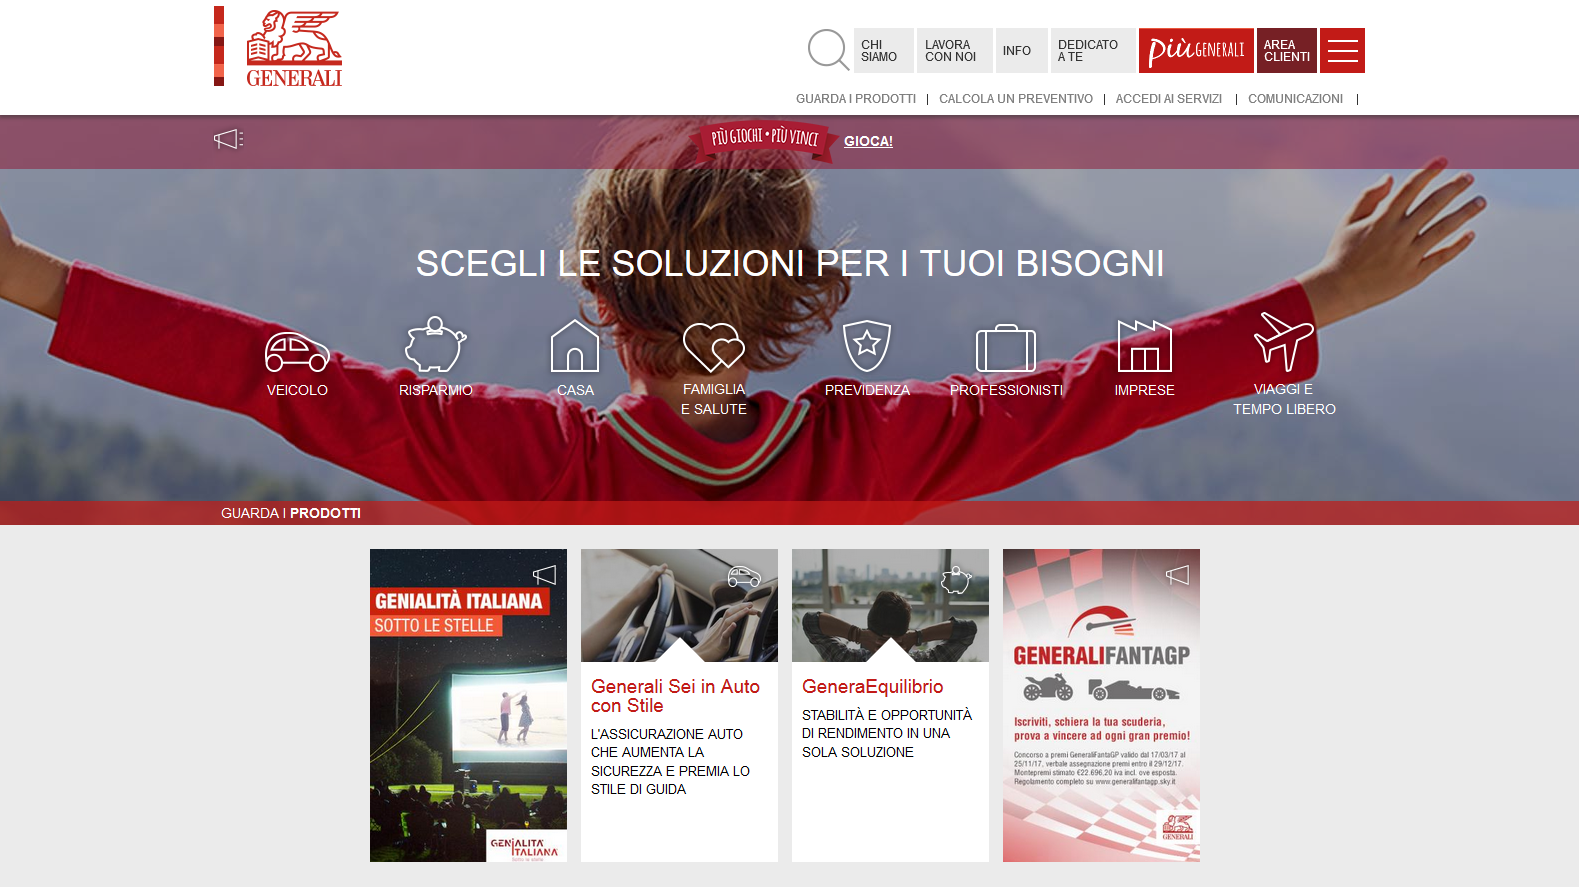 GENERALI
CHI
SIAMO
LAVORA
CON NOI
INFO
DEDICATO
A TE
più GENERALI
AREA
CLIENTI
GUARDA I PRODOTTI | CALCOLA UN PREVENTIVO | ACCEDI AI SERVIZI | COMUNICAZIONI |
PIÙ GIOCHI • PIÙ VINCI
GIOCA!
SCEGLI LE SOLUZIONI PER I TUOI BISOGNI
VEICOLO
RISPARMIO
CASA
FAMIGLIA
E SALUTE
PREVIDENZA
PROFESSIONISTI
IMPRESE
VIAGGI E
TEMPO LIBERO
GUARDA I PRODOTTI
GENIALITÀ ITALIANA
SOTTO LE STELLE
GENIALITA'
ITALIANA
Generali Sei in Auto
con Stile
L'ASSICURAZIONE AUTO
CHE AUMENTA LA
SICUREZZA E PREMIA LO
STILE DI GUIDA
GeneraEquilibrio
STABILITÀ E OPPORTUNITÀ
DI RENDIMENTO IN UNA
SOLA SOLUZIONE
GENERALIFANTAGP
Iscriviti, schiera la tua scuderia,
prova a vincere ad ogni gran premio!
Concorso a premi GeneraliFantaGP valido dal 17/03/17 al
25/11/17, verbale assegnazione premi entro il 29/12/17.
Montepremi stimato €22.696,20 iva incl. ove esposta.
Regolamento completo su www.generalifantagp.sky.it
GENERALI